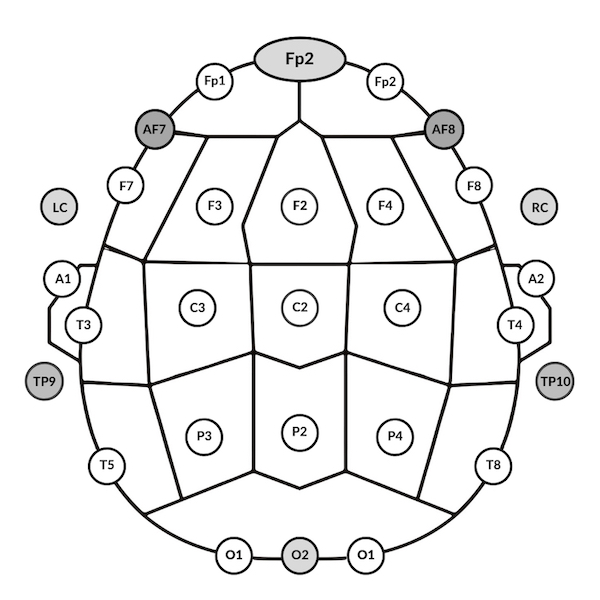 Fp2
Fp1
Fp2
AF7
AF8
F7
F8
LC
F3
F2
F4
RC
A1
A2
C3
C2
C4
T3
T4
TP9
TP10
P3
P2
P4
T5
T8
O1
O2
O1